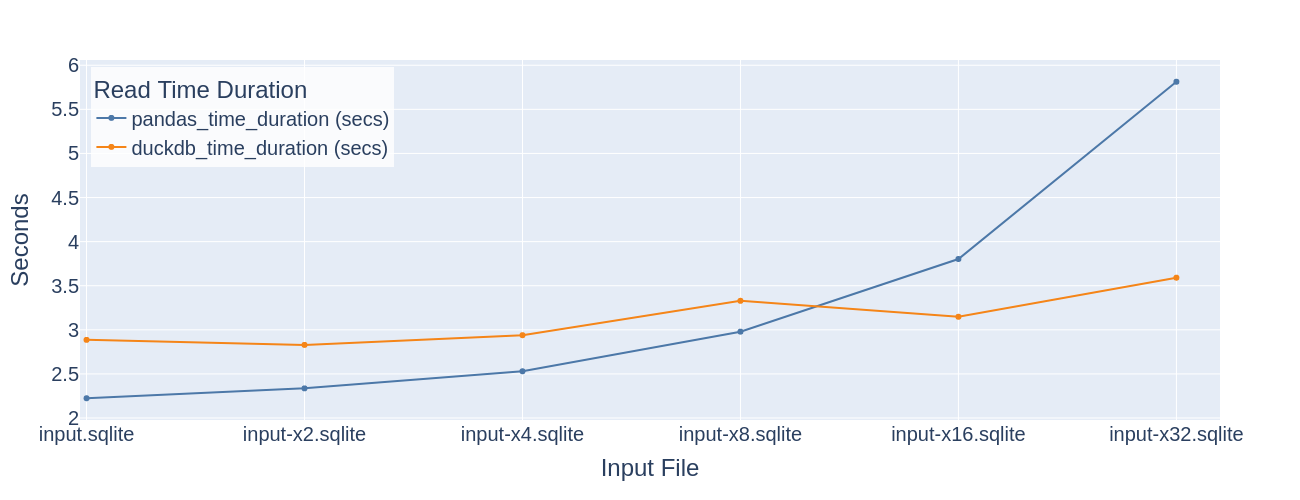 Read Time Duration
pandas_time_duration (secs)
duckdb_time_duration (secs)
Seconds
6
5.5
5
4.5
4
3.5
3
2.5
2
input.sqlite input-x2.sqlite input-x4.sqlite input-x8.sqlite input-x16.sqlite input-x32.sqlite
Input File